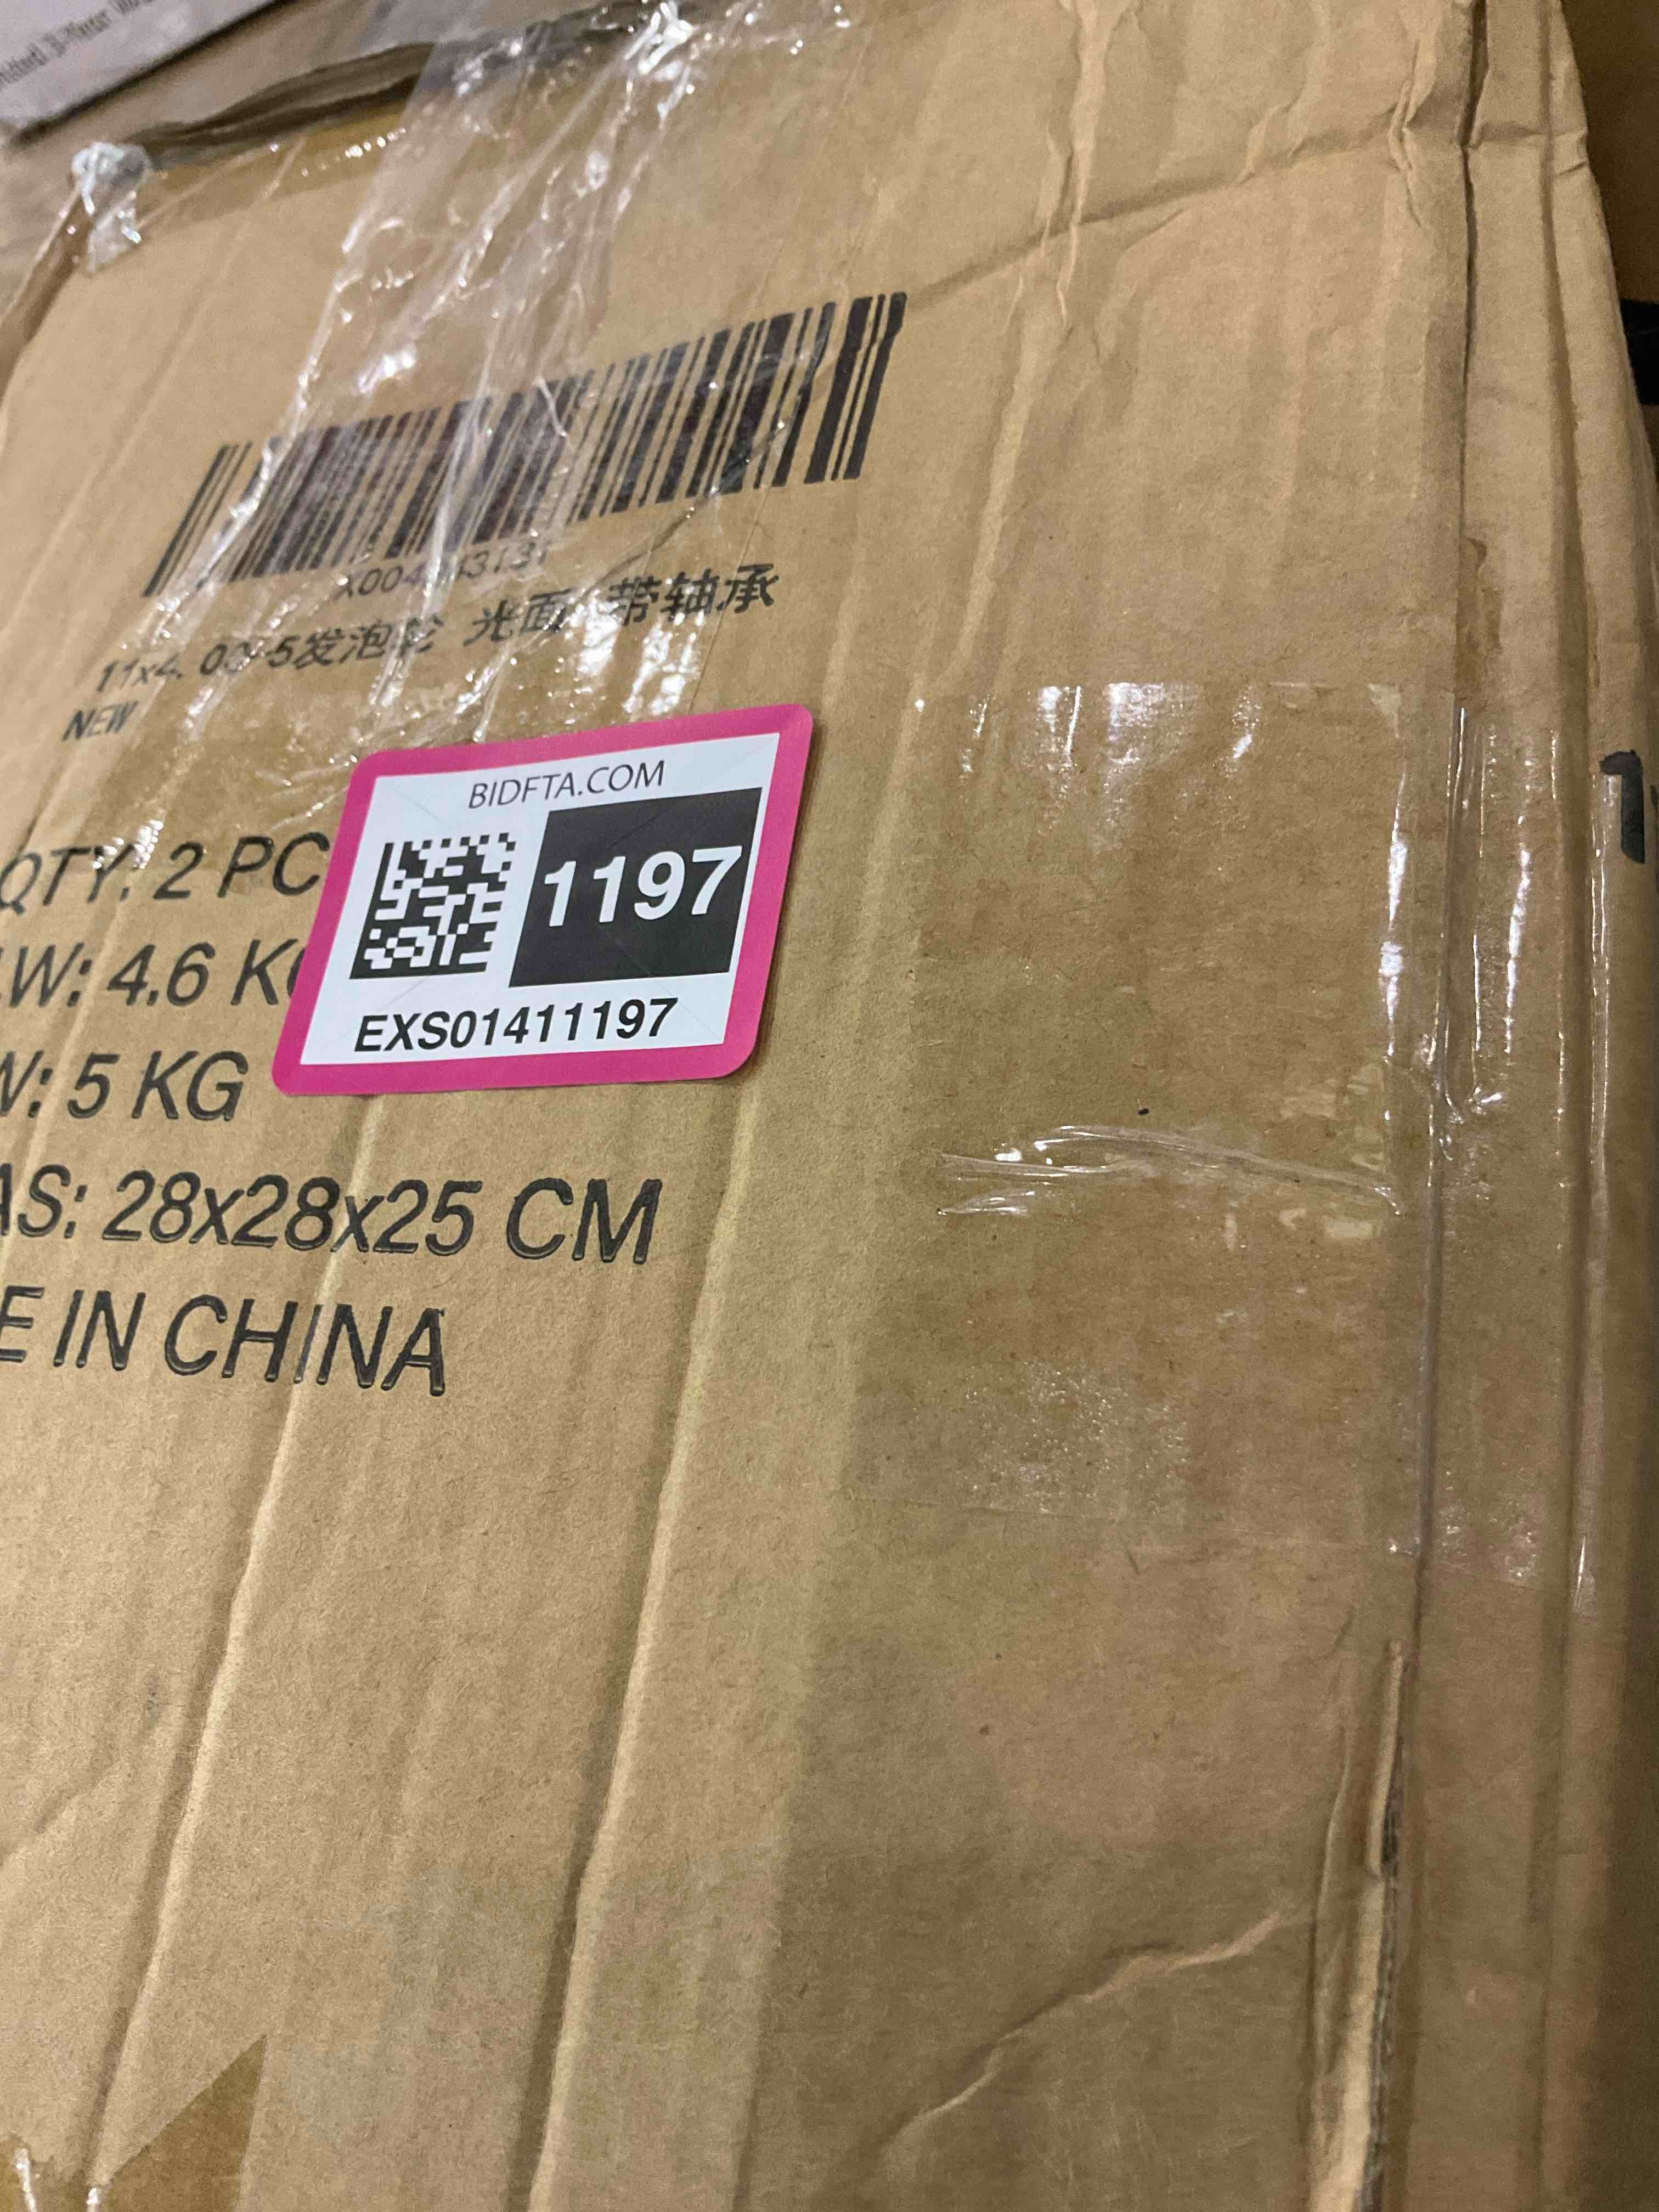 11x4. 00-5发泡轮 光面 带轴承
NEW
BIDFTA.COM
1197
EXS01411197
QTY: 2 PC
.W: 4.6 K
W: 5 KG
AS: 28x28x25 CM
E IN CHINA